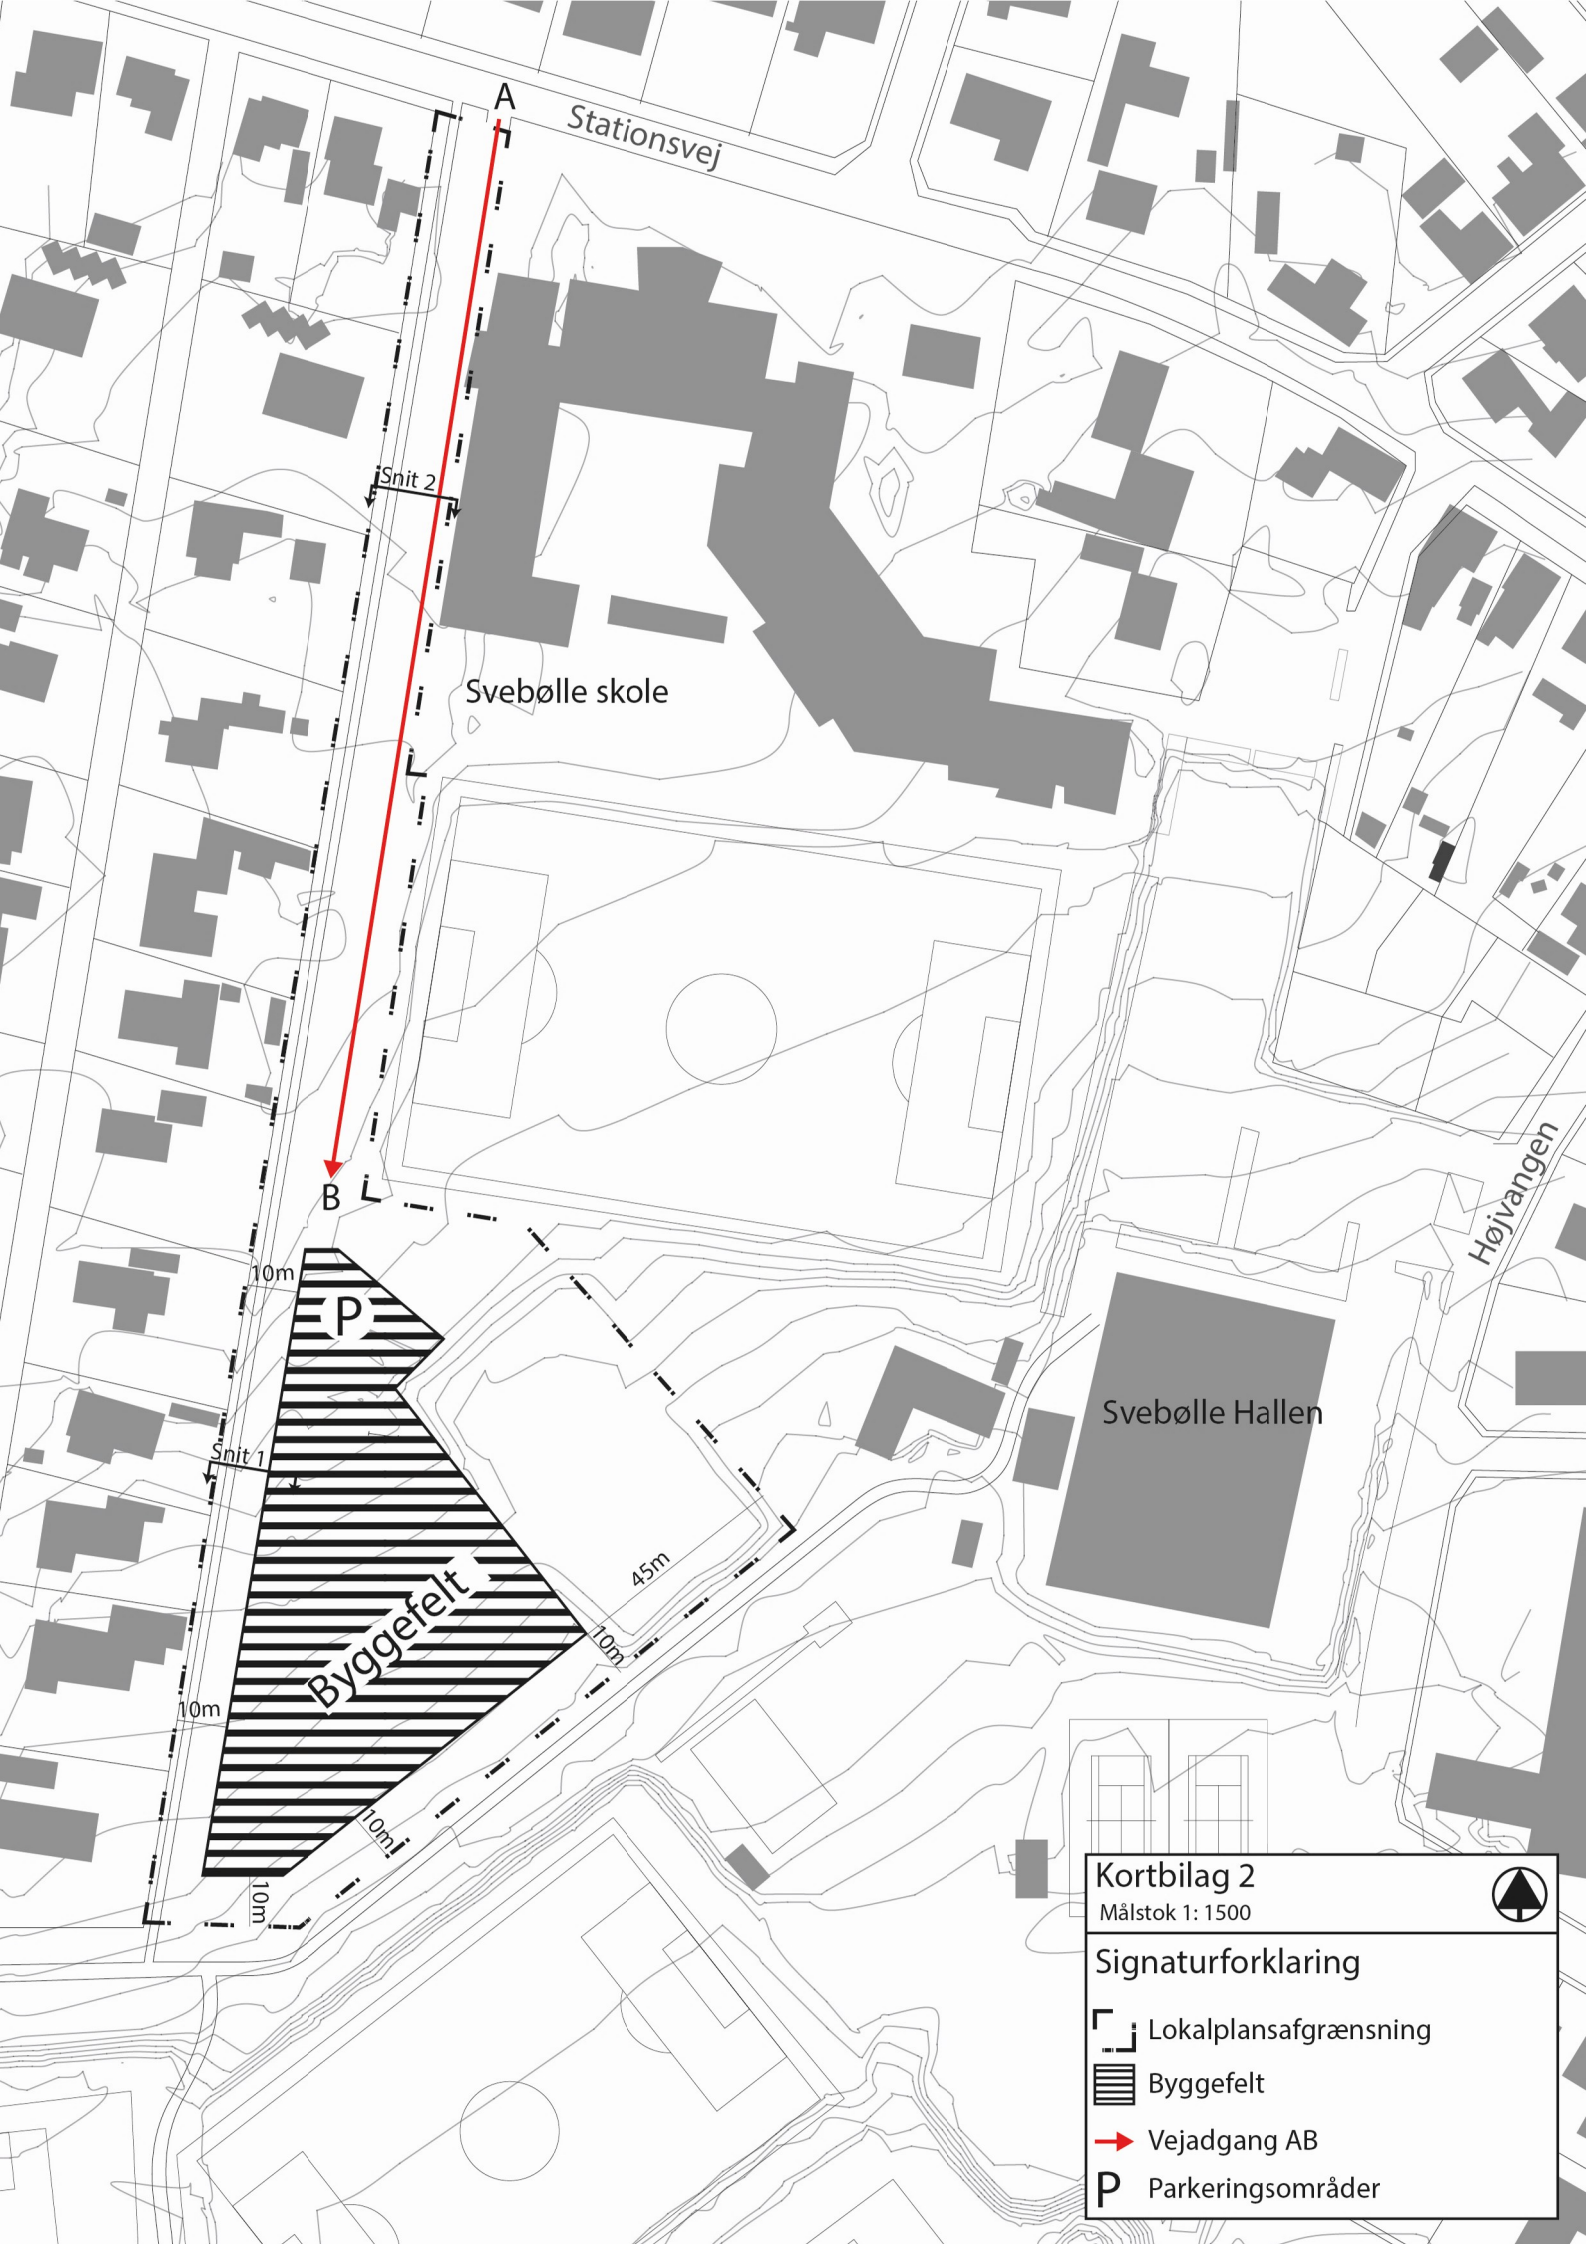 A
Stationsvej
Snit 2
Svebølle skole
B
10m
P
Højvangen
Svebølle Hallen
Snit 1
45m
Byggefelt
10m
10m
10m
10m
Kortbilag 2
Målstok 1: 1500
Signaturforklaring
Lokalplansafgrænsning
Byggefelt
Vejadgang AB
P Parkeringsområder